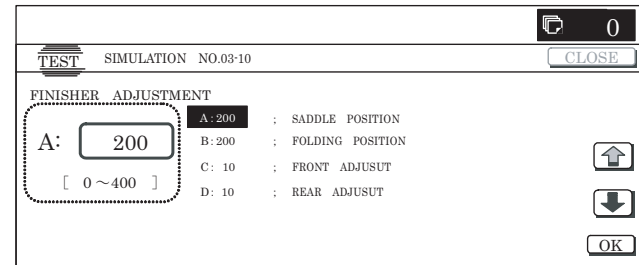 0
TEST SIMULATION NO.03-10 CLOSE
FINISHER ADJUSTMENT
A: 200
[ 0～400 ]
A:200 ; SADDLE POSITION
B:200 ; FOLDING POSITION
C: 10 ; FRONT ADJUSUT
D: 10 ; REAR ADJUSUT
OK